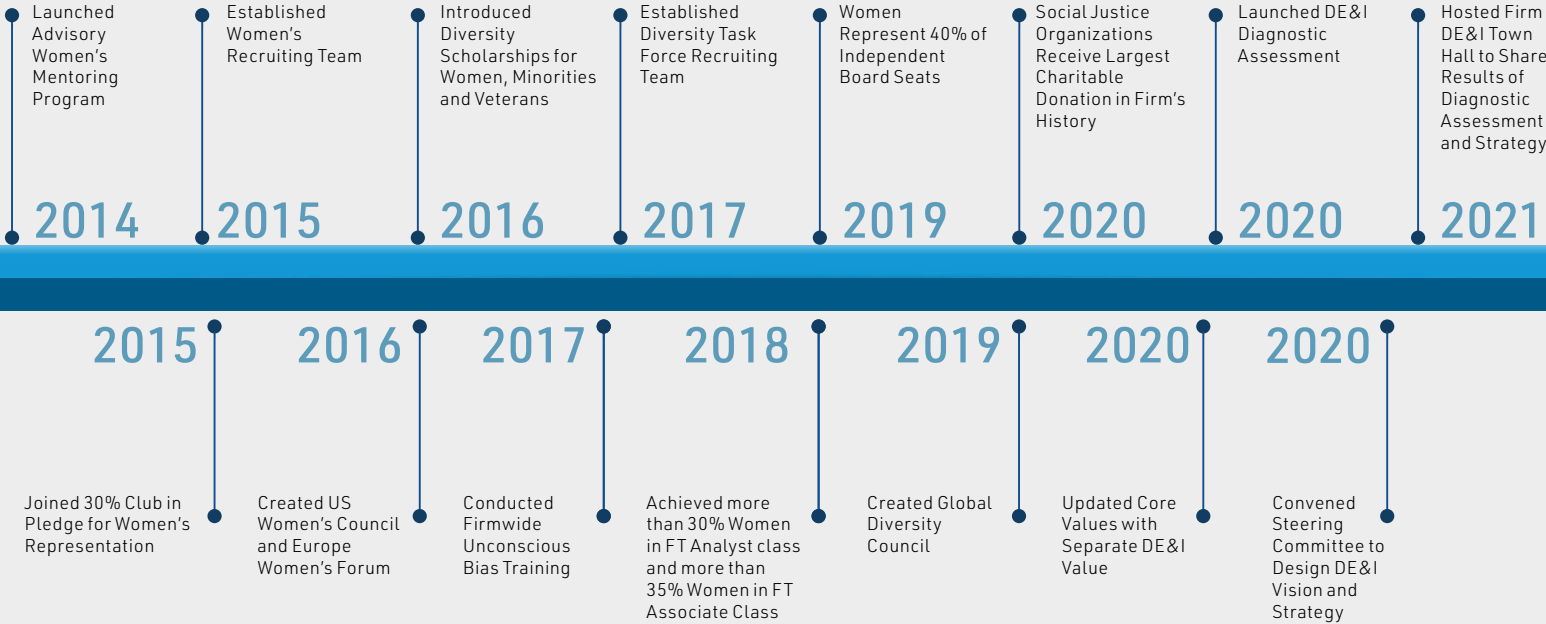 Launched
Advisory
Women's
Mentoring
Program
2014
Established
Women's
Recruiting Team
2015
Introduced
Diversity
Scholarships for
Women, Minorities
and Veterans
2016
Established
Diversity Task
Force Recruiting
Team
2017
Women
Represent 40% of
Independent
Board Seats
2019
Social Justice
Organizations
Receive Largest
Charitable
Donation in Firm's
History
2020
Launched DE&I
Diagnostic
Assessment
2020
Hosted Firm
DE&I Town
Hall to Share
Results of
Diagnostic
Assessment
and Strategy
2021
2015
Joined 30% Club in
Pledge for Women's
Representation
2016
Created US
Women's Council
and Europe
Women's Forum
2017
Conducted
Firmwide
Unconscious
Bias Training
2018
Achieved more
than 30% Women
in FT Analyst class
and more than
35% Women in FT
Associate Class
2019
Created Global
Diversity
Council
2020
Updated Core
Values with
Separate DE&I
Value
2020
Convened
Steering
Committee to
Design DE&I
Vision and
Strategy